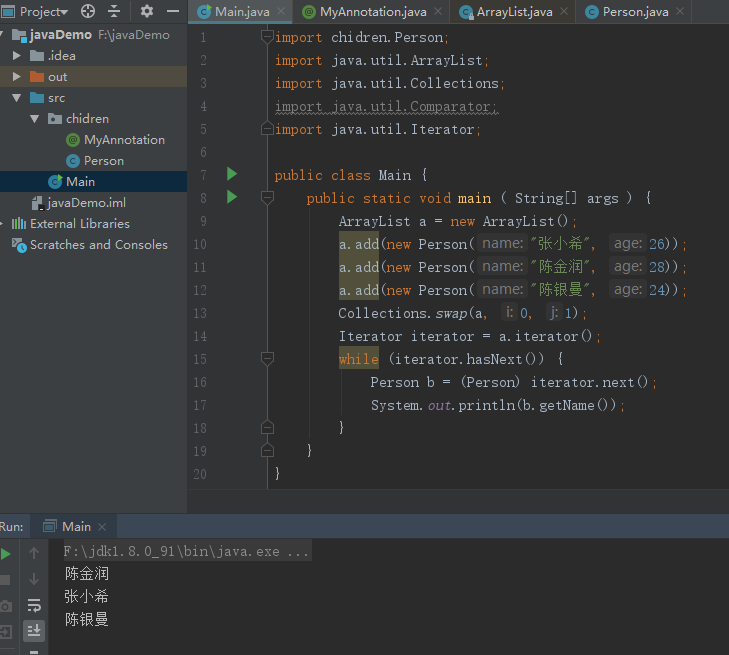 Project
Main.java
MyAnnotation.java
ArrayList.java
Person.java
javaDemo F:\javaDemo
.idea
out
src
chidren
MyAnnotation
Person
Main
javaDemo.iml
External Libraries
Scratches and Consoles
1 import chidren.Person;
2 import java.util.ArrayList;
3 import java.util.Collections;
4 import java.util.Comparator;
5 import java.util.Iterator;
6
7 public class Main {
8 public static void main ( String[] args ) {
9 ArrayList a = new ArrayList();
10 a.add(new Person( name: "张小希", age: 26));
11 a.add(new Person( name: "陈金润", age: 28));
12 a.add(new Person( name: "陈银曼", age: 24));
13 Collections.swap(a, i: 0, j: 1);
14 Iterator iterator = a.iterator();
15 while (iterator.hasNext()) {
16 Person b = (Person) iterator.next();
17 System.out.println(b.getName());
18 }
19 }
20 }
Run: Main
F:\jdk1.8.0_91\bin\java.exe ...
陈金润
张小希
陈银曼